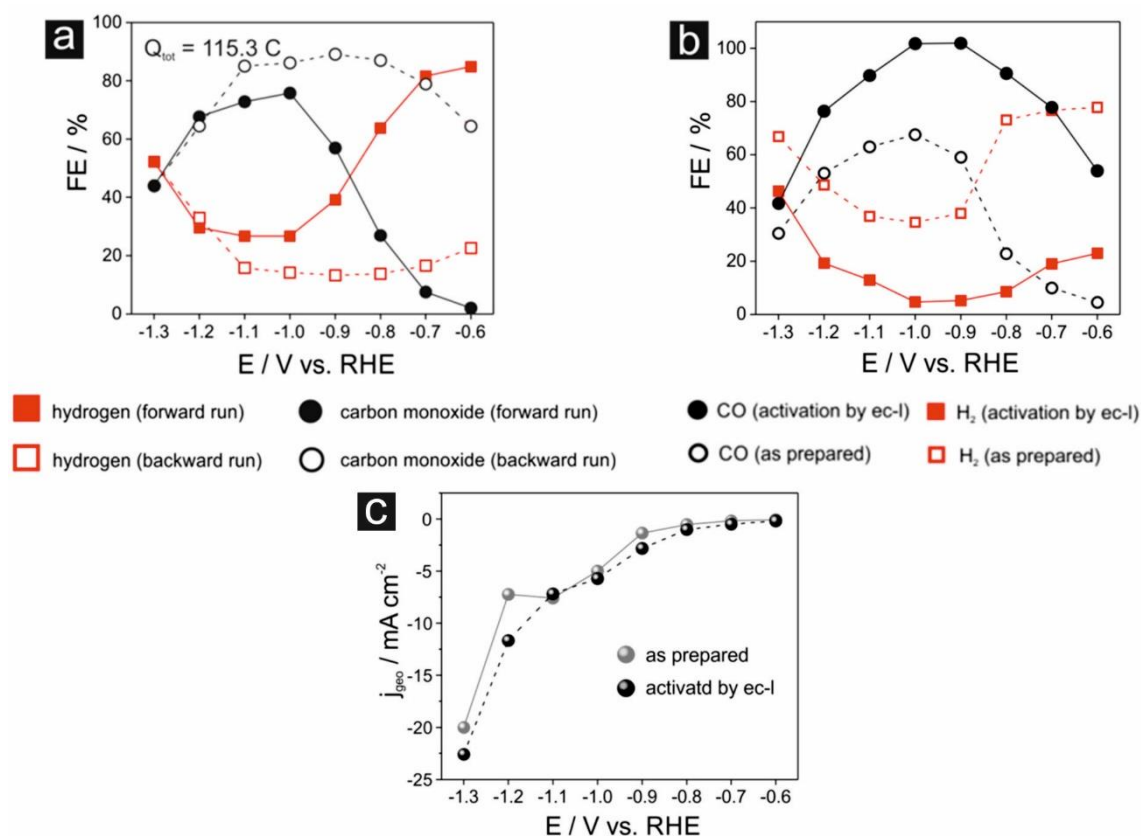 a
Q_tot = 115.3 C
FE / %
100
80
60
40
20
0
-1.3 -1.2 -1.1 -1.0 -0.9 -0.8 -0.7 -0.6
E / V vs. RHE
b
FE / %
100
80
60
40
20
0
-1.3 -1.2 -1.1 -1.0 -0.9 -0.8 -0.7 -0.6
E / V vs. RHE
hydrogen (forward run)
carbon monoxide (forward run)
hydrogen (backward run)
carbon monoxide (backward run)
CO (activation by ec-l)
H₂ (activation by ec-l)
CO (as prepared)
H₂ (as prepared)
C
j_geo / mA cm⁻²
0
-5
-10
-15
-20
-25
as prepared
activatd by ec-l
-1.3 -1.2 -1.1 -1.0 -0.9 -0.8 -0.7 -0.6
E / V vs. RHE